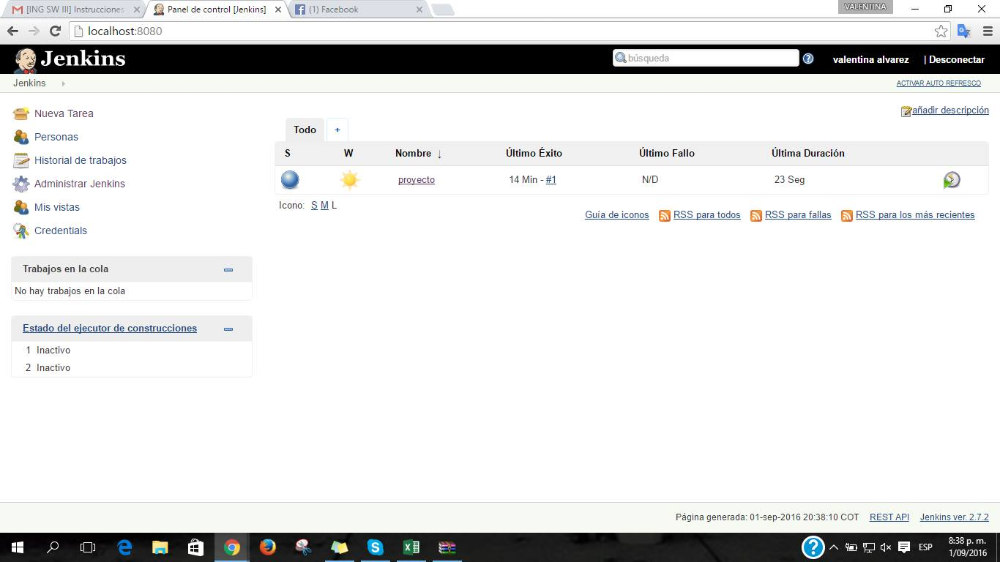 [ING SW III] Instrucciones
Panel de control [Jenkins]
(1) Facebook
VALENTINA
localhost:8080
Jenkins
búsqueda
valentina alvarez
| Desconectar
Jenkins
ACTIVAR AUTO REFRESCO
Nueva Tarea
Personas
Historial de trabajos
Administrar Jenkins
Mis vistas
Credentials
Trabajos en la cola
No hay trabajos en la cola
Estado del ejecutor de construcciones
1 Inactivo
2 Inactivo
añadir descripción
Todo +
S W Nombre ↓ Último Éxito Último Fallo Última Duración
proyecto 14 Min - #1 N/D 23 Seg
Icono: S M L
Guía de iconos RSS para todos RSS para fallas RSS para los más recientes
Página generada: 01-sep-2016 20:38:10 COT REST API Jenkins ver. 2.7.2
ESP
8:38 p. m.
1/09/2016